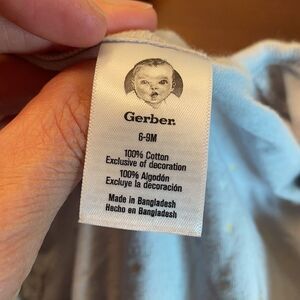 Gerber.
6-9M
100% Cotton
Exclusive of decoration
100% Algodón
Excluye la decoración
Made in Bangladesh
Hecho en Bangladesh